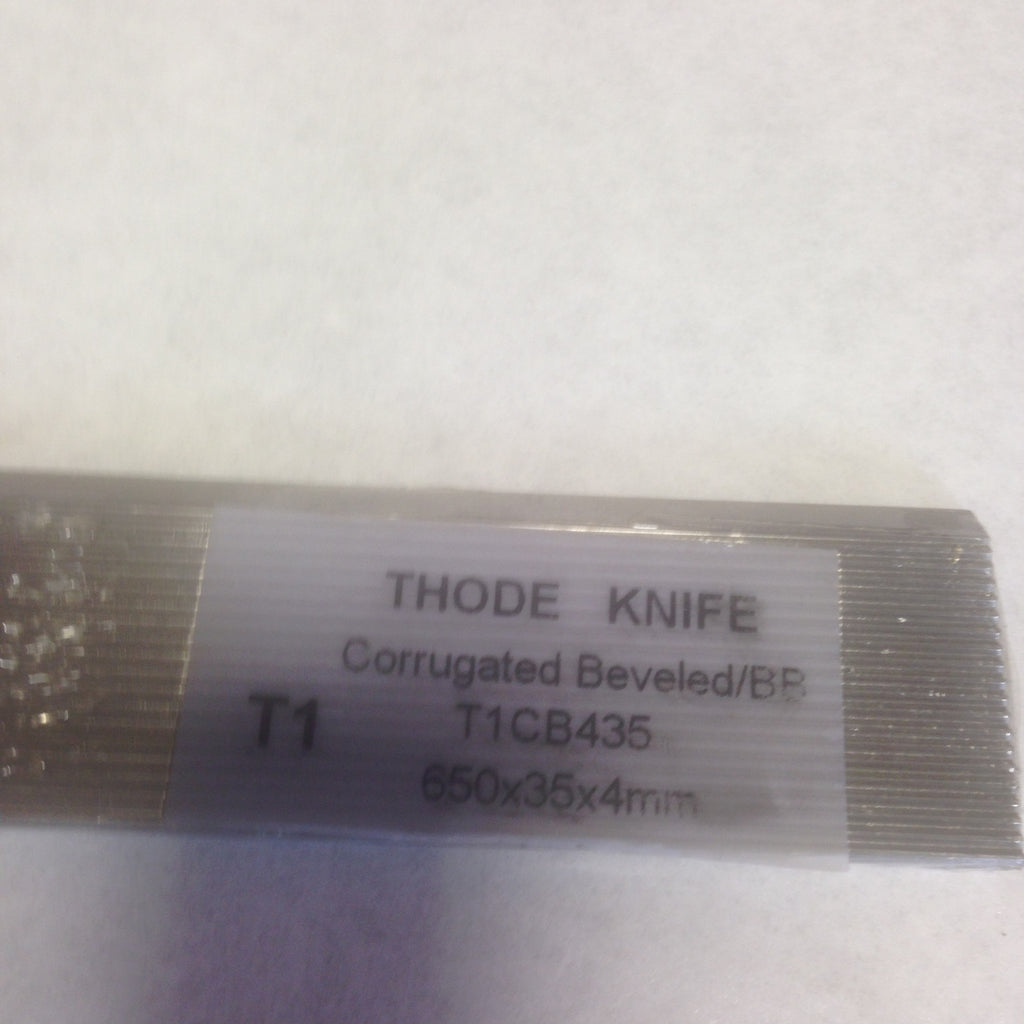 THODE KNIFE
Corrugated Beveled/BB
T1
T1CB435
650x35x4mm